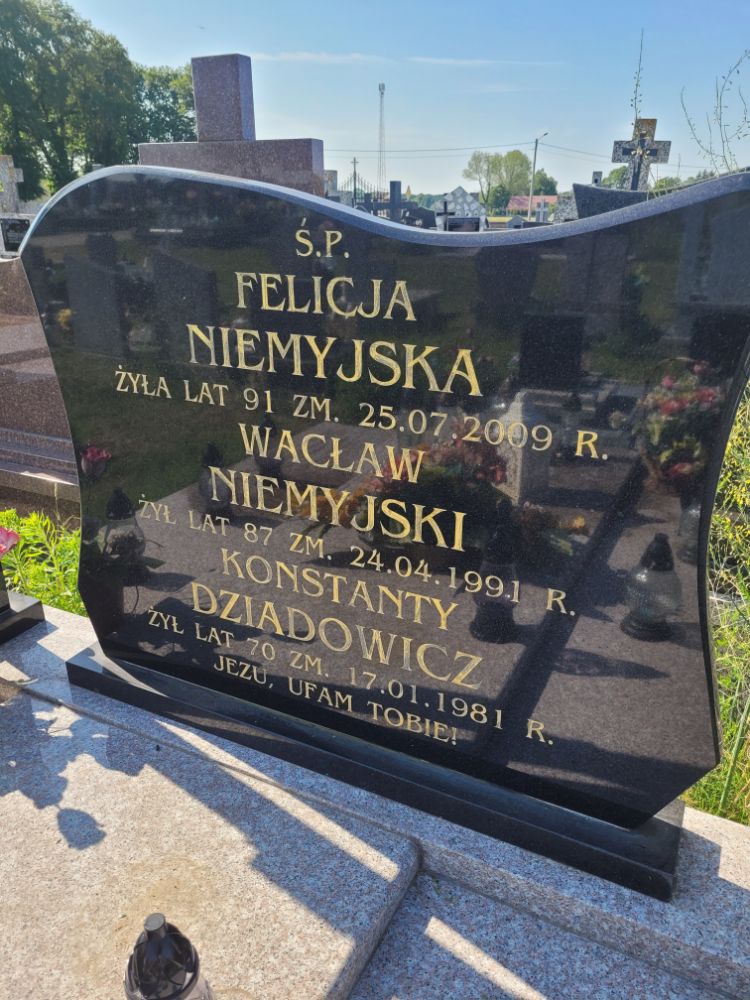 Ś.P.
FELICJA
NIEMYJSKA
ŻYŁA LAT 91 ZM. 25.07.2009 R.
WACŁAW
NIEMYJSKI
ŻYŁ LAT 87 ZM. 24.04.1991 R.
KONSTANTY
DZIADOWICZ
ŻYŁ LAT 70 ZM. 17.01.1981 R.
JEZU, UFAM TOBIE!